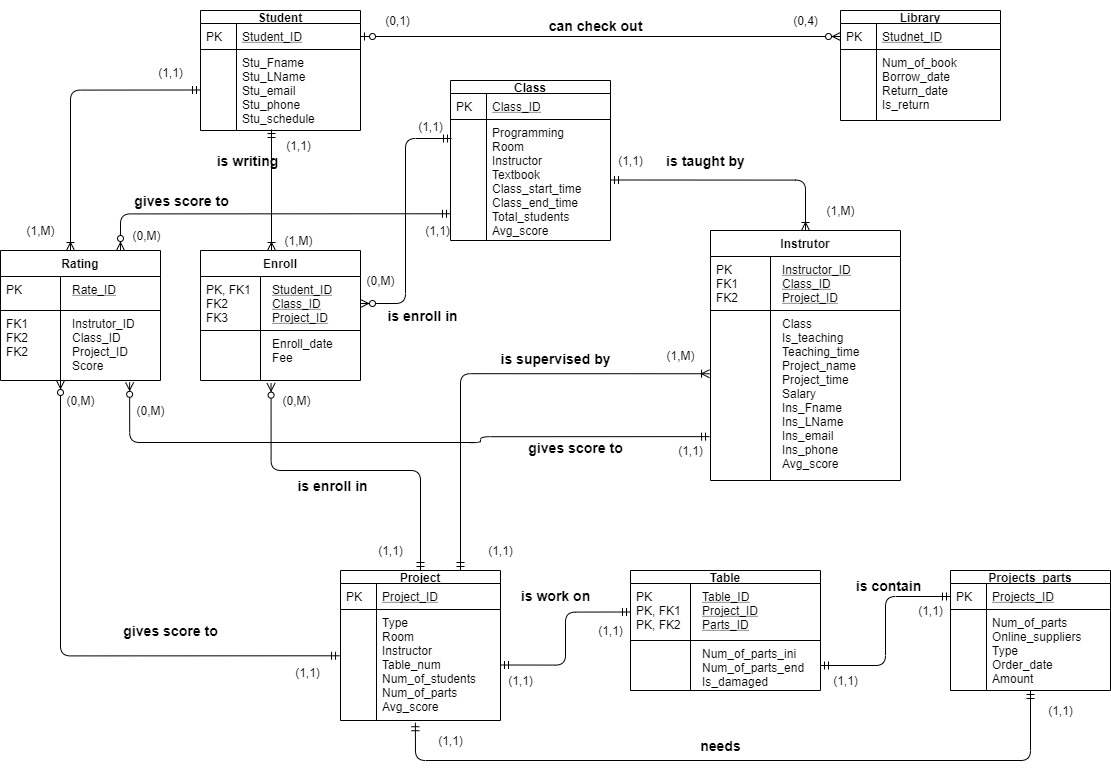 Student
PK Student_ID
Stu_Fname
Stu_LName
Stu_email
Stu_phone
Stu_schedule
(0,1)
can check out
(0,4)
Library
PK Studnet_ID
Num_of_book
Borrow_date
Return_date
Is_return
(1,1)
(1,1)
is writing
Class
PK Class_ID
Programming
Room
Instructor
Textbook
Class_start_time
Class_end_time
Total_students
Avg_score
(1,1)
(1,1)
is taught by
(1,M)
gives score to
(1,1)
(1,M)
(0,M)
(1,M)
Rating
PK Rate_ID
FK1 Instrutor_ID
FK2 Class_ID
FK2 Project_ID
Score
Enroll
PK, FK1 Student_ID
FK2 Class_ID
FK3 Project_ID
Enroll_date
Fee
(0,M)
is enroll in
Instrutor
PK Instructor_ID
FK1 Class_ID
FK2 Project_ID
Class
Is_teaching
Teaching_time
Project_name
Project_time
Salary
Ins_Fname
Ins_LName
Ins_email
Ins_phone
Avg_score
is supervised by
(1,M)
(0,M)
(0,M)
(0,M)
gives score to
(1,1)
is enroll in
(1,1)
(1,1)
Project
PK Project_ID
Type
Room
Instructor
Table_num
Num_of_students
Num_of_parts
Avg_score
is work on
(1,1)
(1,1)
Table
PK Table_ID
PK, FK1 Project_ID
PK, FK2 Parts_ID
Num_of_parts_ini
Num_of_parts_end
Is_damaged
is contain
(1,1)
(1,1)
Projects_parts
PK Projects_ID
Num_of_parts
Online_suppliers
Type
Order_date
Amount
gives score to
(1,1)
(1,1)
needs
(1,1)